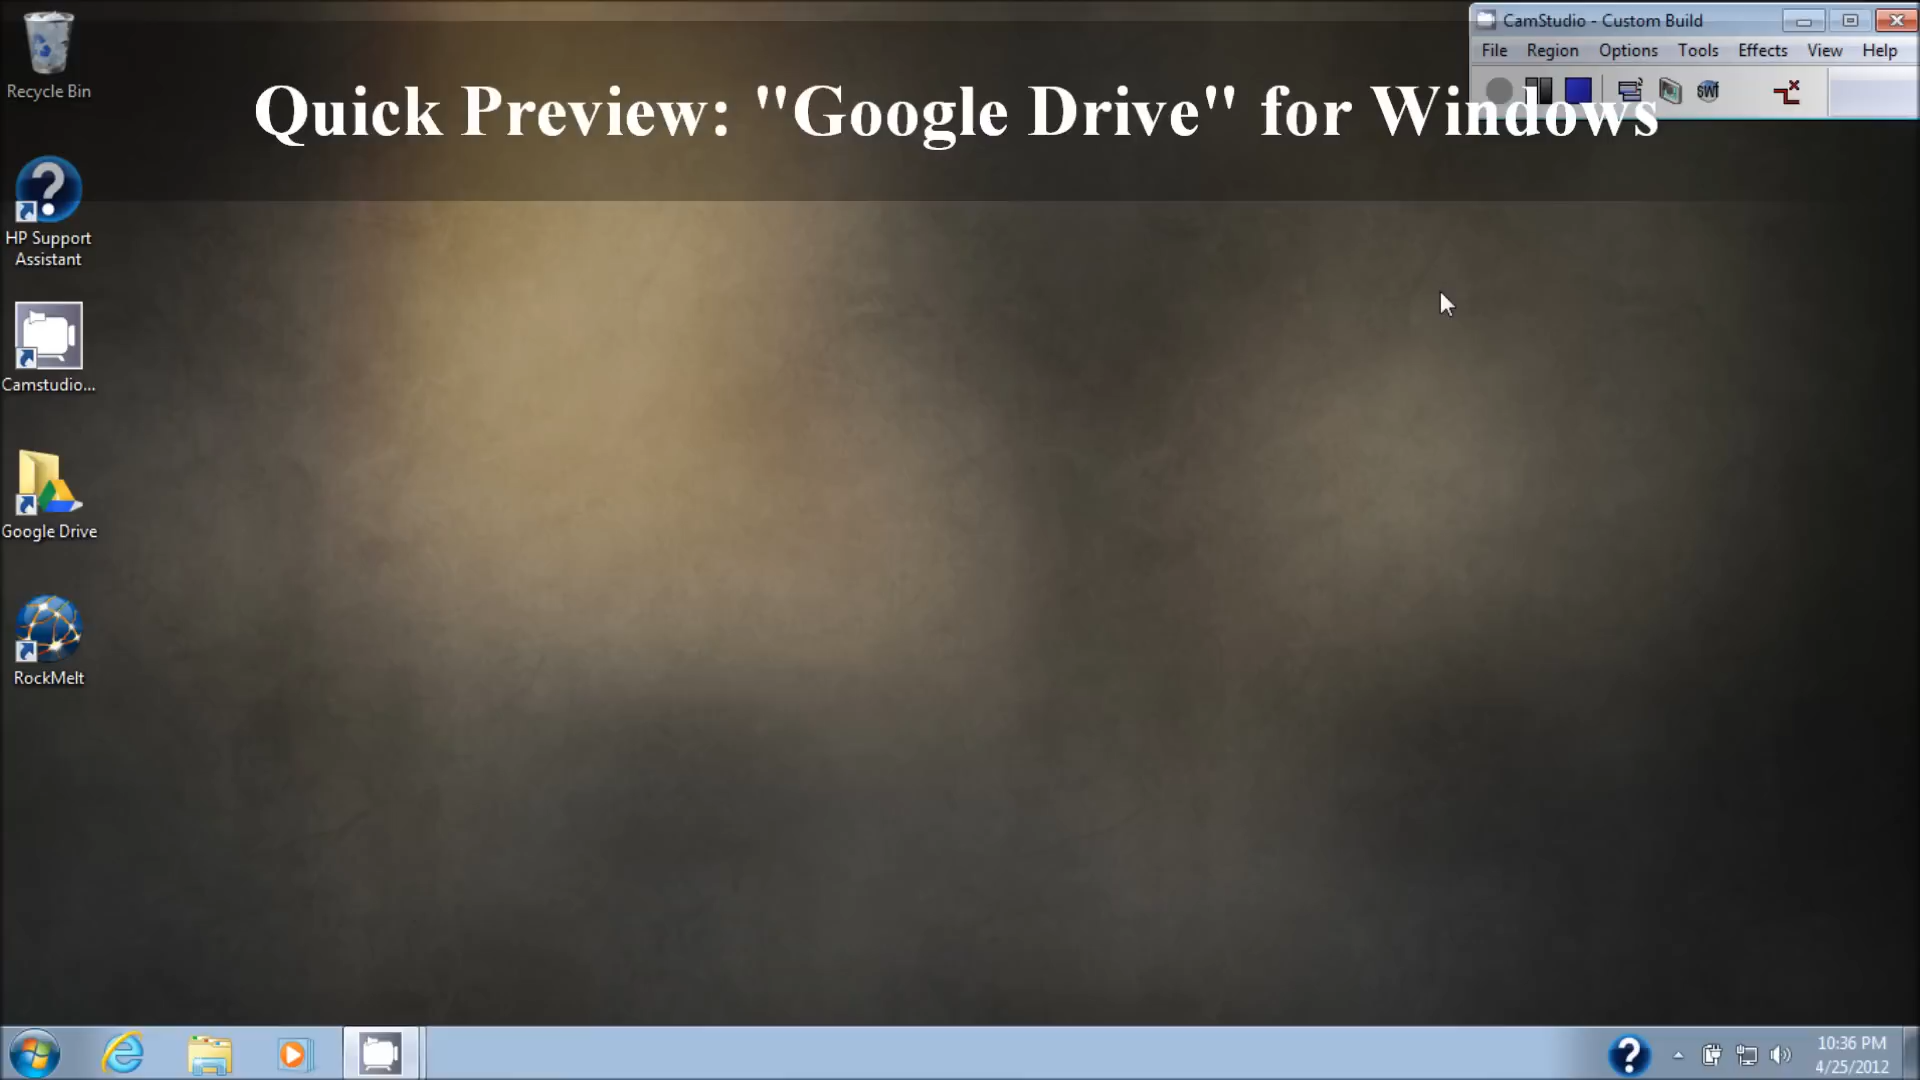 Recycle Bin
HP Support
Assistant
Camstudio...
Google Drive
RockMelt
Quick Preview: "Google Drive" for Windows
CamStudio - Custom Build
File Region Options Tools Effects View Help
SWF
10:36 PM
4/25/2012